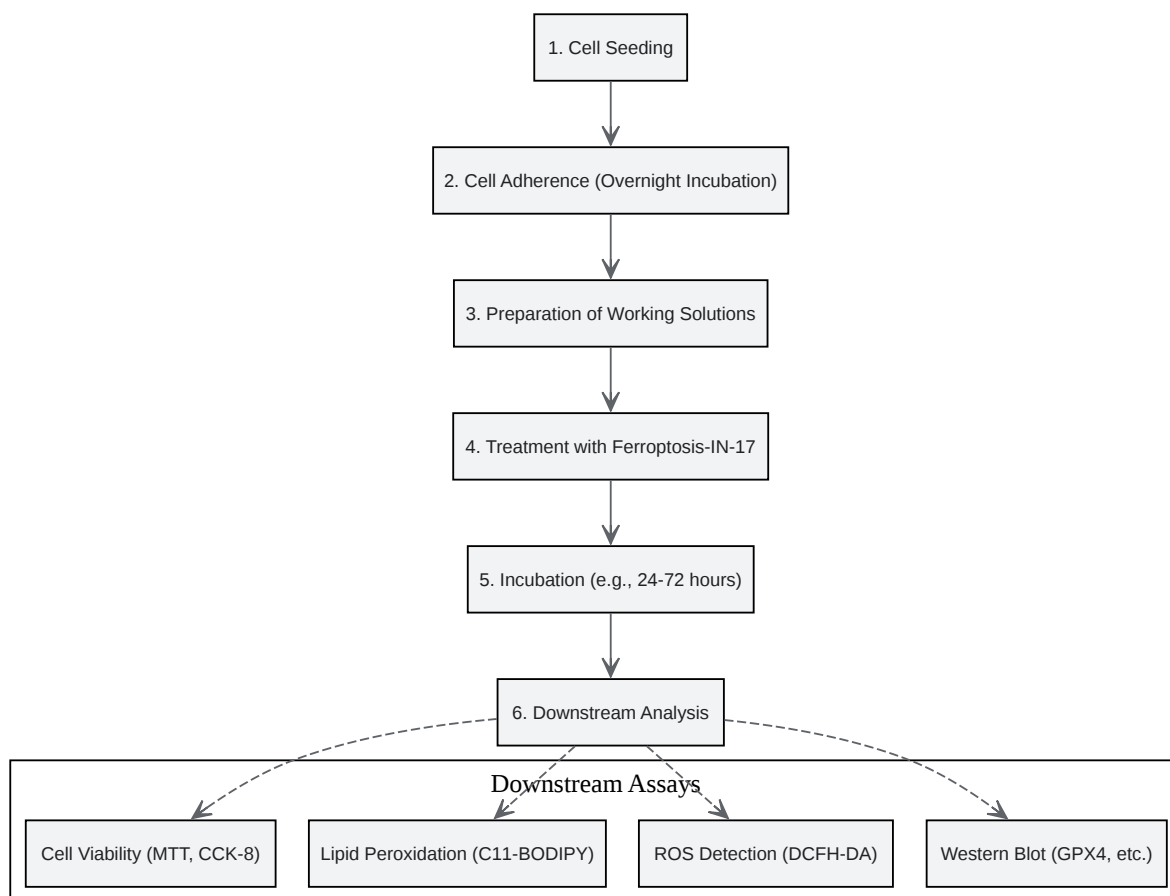 1. Cell Seeding
2. Cell Adherence (Overnight Incubation)
3. Preparation of Working Solutions
4. Treatment with Ferroptosis-IN-17
5. Incubation (e.g., 24-72 hours)
6. Downstream Analysis
Downstream Assays
Cell Viability (MTT, CCK-8)
Lipid Peroxidation (C11-BODIPY)
ROS Detection (DCFH-DA)
Western Blot (GPX4, etc.)